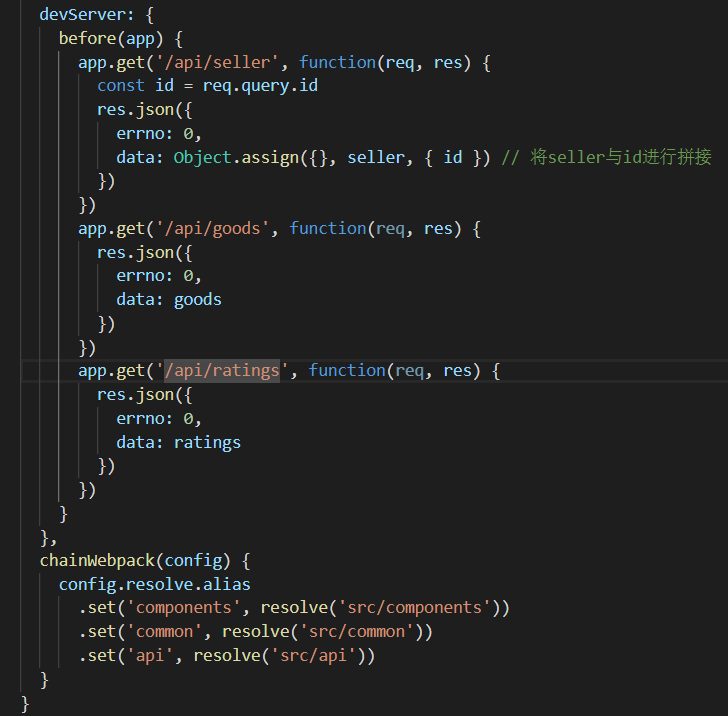 devServer: {
before(app) {
app.get('/api/seller', function(req, res) {
const id = req.query.id
res.json({
errno: 0,
data: Object.assign({}, seller, { id }) // 将seller与id进行拼接
})
})
app.get('/api/goods', function(req, res) {
res.json({
errno: 0,
data: goods
})
})
app.get('/api/ratings', function(req, res) {
res.json({
errno: 0,
data: ratings
})
})
}
},
chainWebpack(config) {
config.resolve.alias
.set('components', resolve('src/components'))
.set('common', resolve('src/common'))
.set('api', resolve('src/api'))
}
}